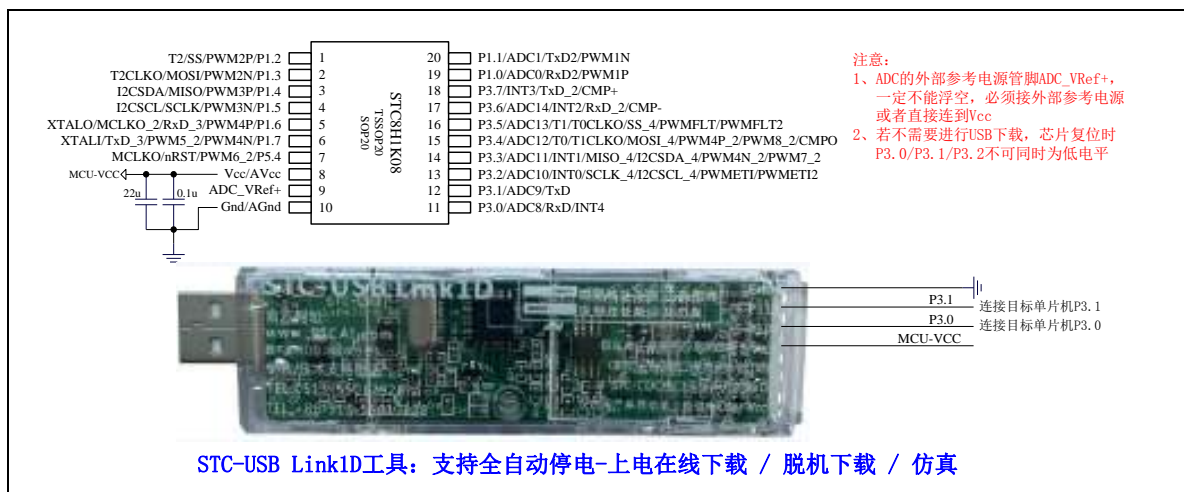 T2/SS/PWM2P/P1.2 1
T2CLKO/MOSI/PWM2N/P1.3 2
I2CSDA/MISO/PWM3P/P1.4 3
I2CSCL/SCLK/PWM3N/P1.5 4
XTALO/MCLKO_2/RxD_3/PWM4P/P1.6 5
XTALI/TxD_3/PWM5_2/PWM4N/P1.7 6
MCLKO/nRST/PWM6_2/P5.4 7
MCU-VCC Vcc/AVcc 8
22u 0.1u ADC_VRef+ 9
Gnd/AGnd 10
STC8H1K08
TSSOP20
SOP20
20 P1.1/ADC1/TxD2/PWM1N
19 P1.0/ADC0/RxD2/PWM1P
18 P3.7/INT3/TxD_2/CMP+
17 P3.6/ADC14/INT2/RxD_2/CMP-
16 P3.5/ADC13/T1/T0CLKO/SS_4/PWMFLT/PWMFLT2
15 P3.4/ADC12/T0/T1CLKO/MOSI_4/PWM4P_2/PWM8_2/CMPO
14 P3.3/ADC11/INT1/MISO_4/I2CSDA_4/PWM4N_2/PWM7_2
13 P3.2/ADC10/INT0/SCLK_4/I2CSCL_4/PWMETI/PWMETI2
12 P3.1/ADC9/TxD
11 P3.0/ADC8/RxD/INT4
注意：
1、ADC的外部参考电源管脚ADC_VRef+，
一定不能浮空，必须接外部参考电源
或者直接连到Vcc
2、若不需要进行USB下载，芯片复位时
P3.0/P3.1/P3.2不可同时为低电平
STC-USB Link1D
P3.1 连接目标单片机P3.1
P3.0 连接目标单片机P3.0
MCU-VCC
STC-USB Link1D工具：支持全自动停电-上电在线下载 / 脱机下载 / 仿真